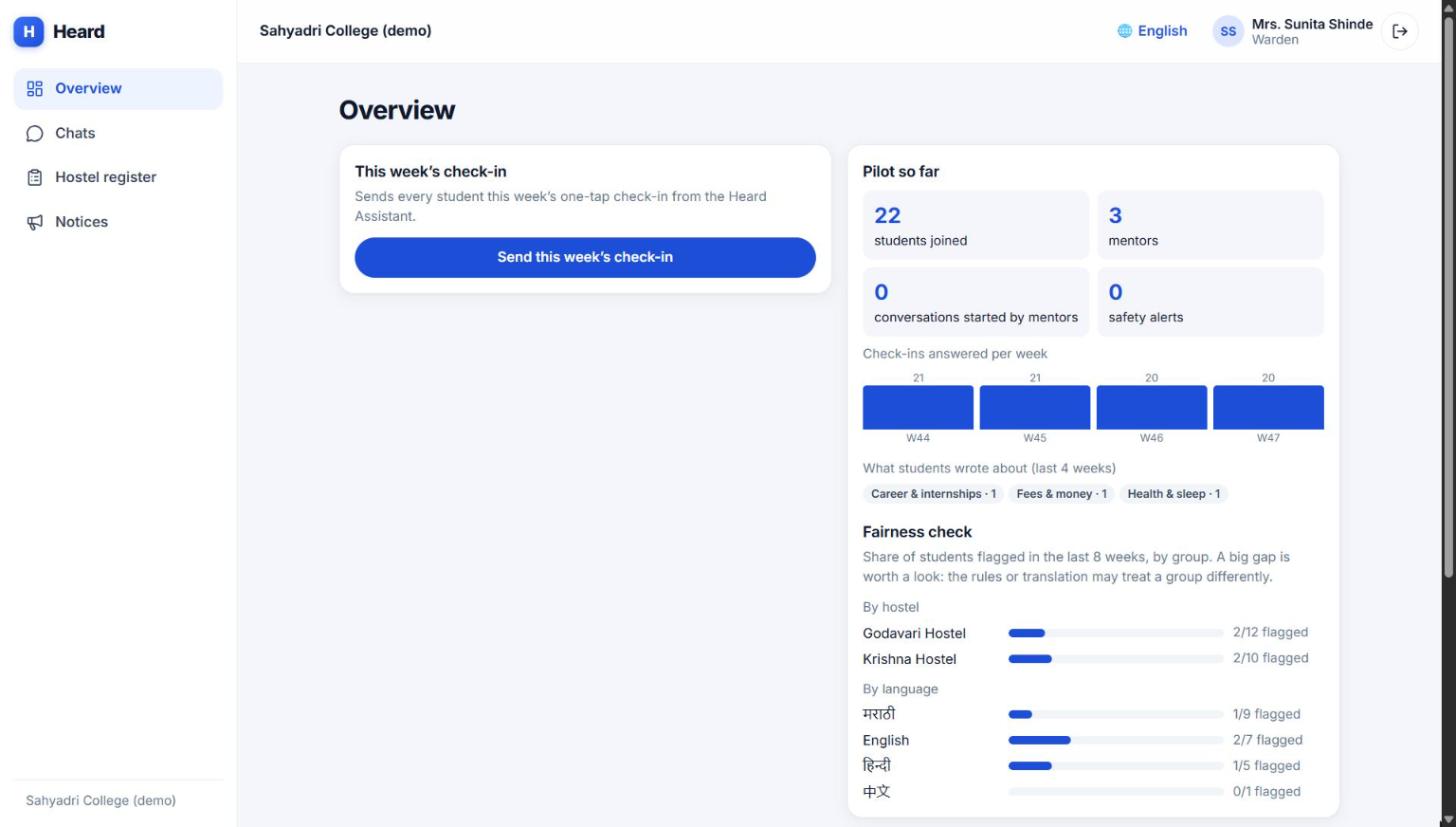 H Heard
Overview
Chats
Hostel register
Notices
Sahyadri College (demo)
Sahyadri College (demo)
English
SS
Mrs. Sunita Shinde
Warden
Overview
This week’s check-in
Sends every student this week’s one-tap check-in from the Heard
Assistant.
Send this week’s check-in
Pilot so far
22
students joined
3
mentors
0
conversations started by mentors
0
safety alerts
Check-ins answered per week
21 21 20 20
W44 W45 W46 W47
What students wrote about (last 4 weeks)
Career & internships · 1 Fees & money · 1 Health & sleep · 1
Fairness check
Share of students flagged in the last 8 weeks, by group. A big gap is
worth a look: the rules or translation may treat a group differently.
By hostel
Godavari Hostel 2/12 flagged
Krishna Hostel 2/10 flagged
By language
मराठी 1/9 flagged
English 2/7 flagged
हिन्दी 1/5 flagged
中文 0/1 flagged